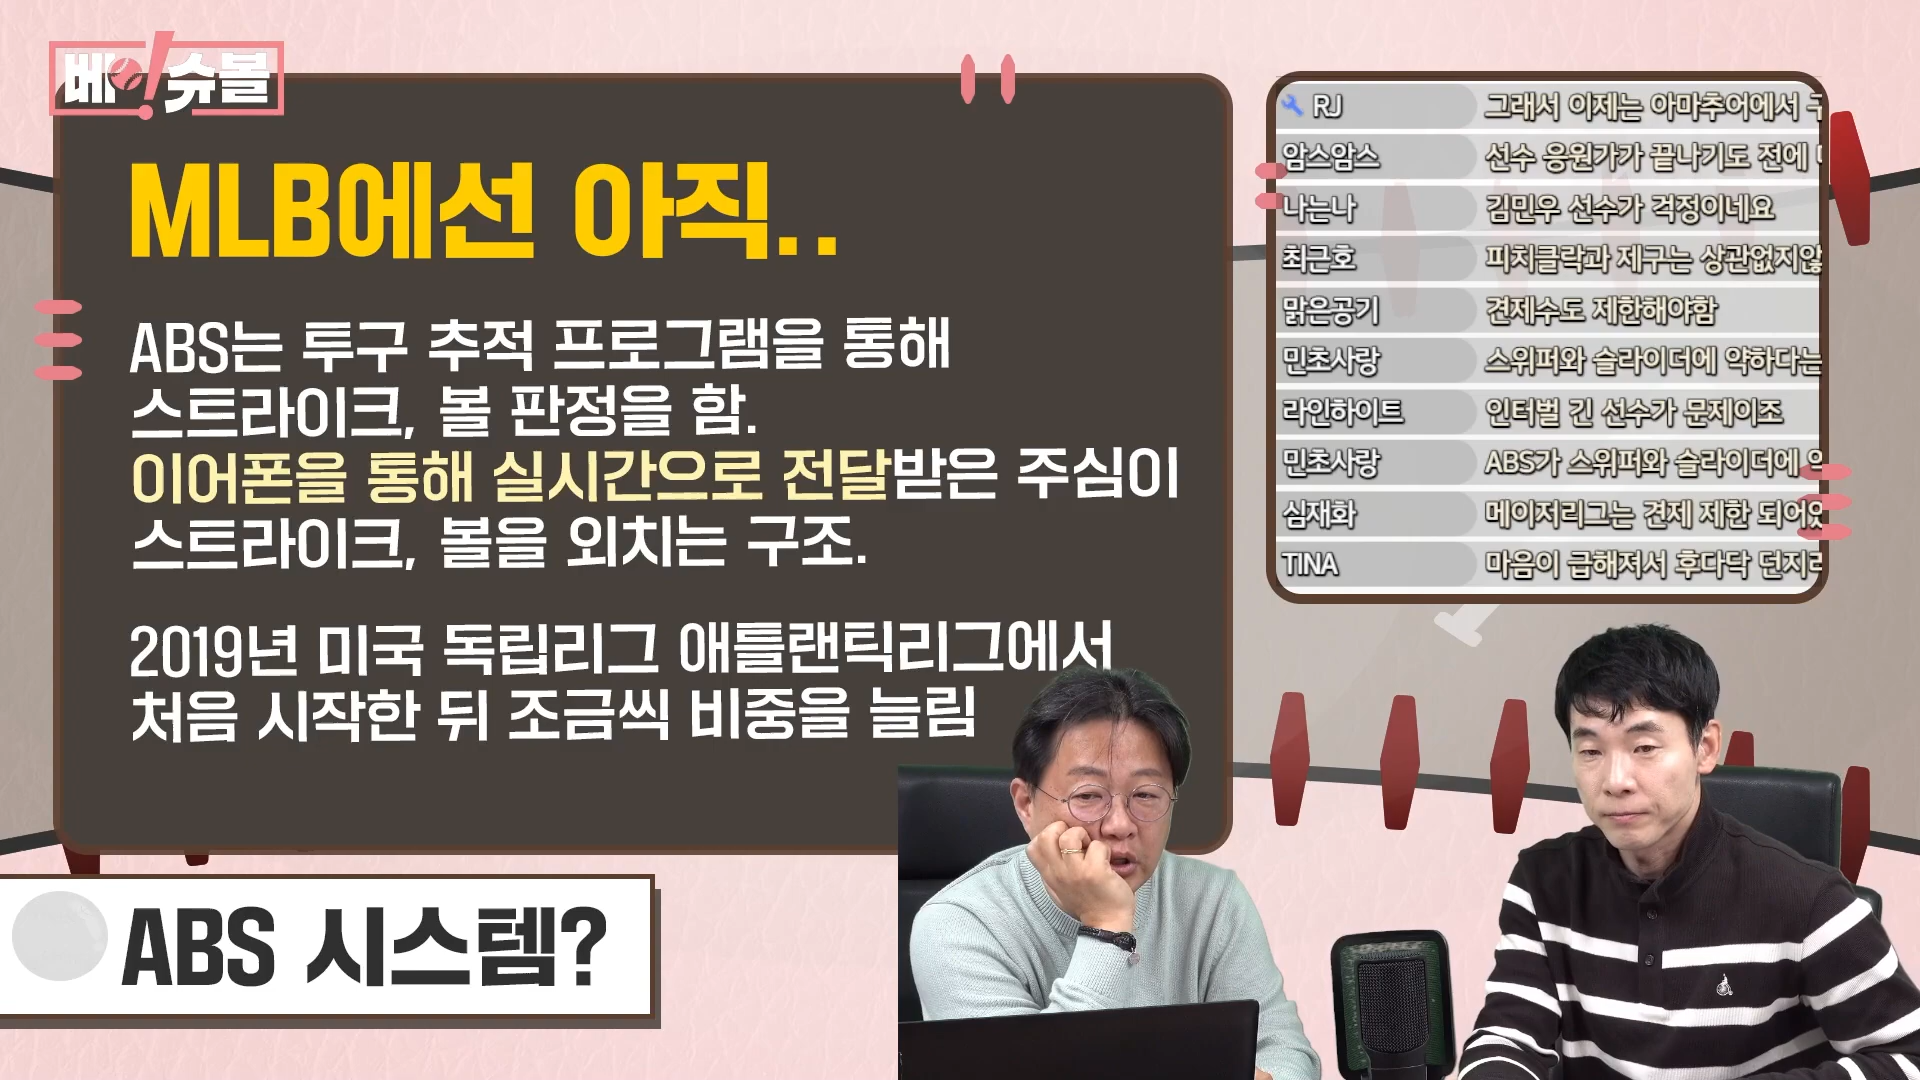 베이!슈볼
MLB에선 아직..
ABS는 투구 추적 프로그램을 통해
스트라이크, 볼 판정을 함.
이어폰을 통해 실시간으로 전달받은 주심이
스트라이크, 볼을 외치는 구조.
2019년 미국 독립리그 애틀랜틱리그에서
처음 시작한 뒤 조금씩 비중을 늘림
RJ 그래서 이제는 아마추어에서
암스암스 선수 응원가가 끝나기도 전에
나는나 김민우 선수가 걱정이네요
최근호 피치클락과 제구는 상관없지않
맑은공기 견제수도 제한해야함
민초사랑 스위퍼와 슬라이더에 약하다는
라인하이트 인터벌 긴 선수가 문제이죠
민초사랑 ABS가 스위퍼와 슬라이더에
심재화 메이저리그는 견제 제한 되어있
TINA 마음이 급해져서 후다닥 던지려
ABS 시스템?